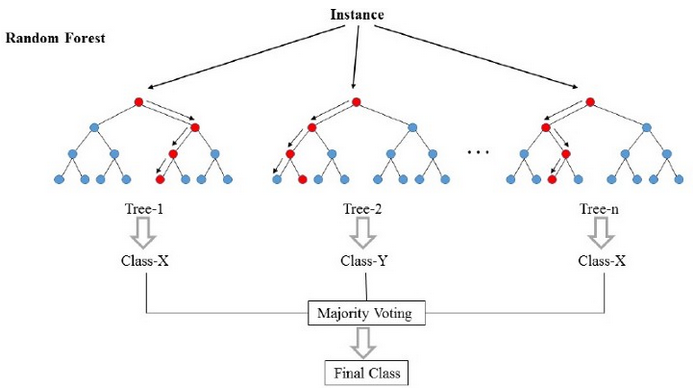 Instance
Random Forest
...
Tree-1
Tree-2
Tree-n
Class-X
Class-Y
Class-X
Majority Voting
Final Class